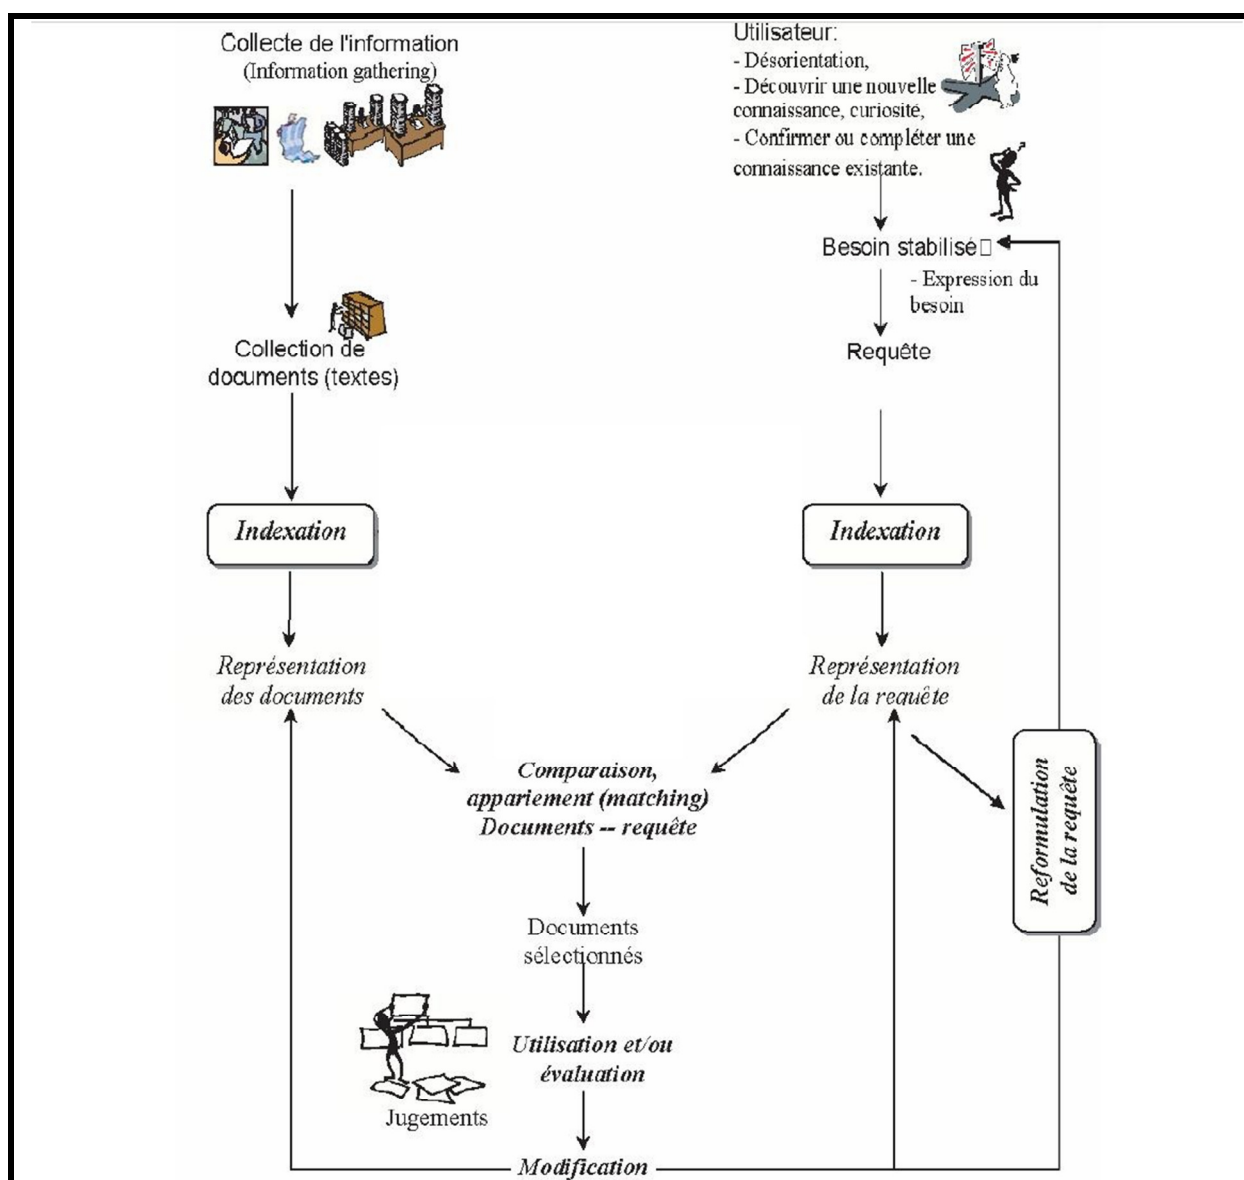 Collecte de l'information
(Information gathering)
Utilisateur:
- Désorientation,
- Découvrir une nouvelle
connaissance, curiosité,
- Confirmer ou compléter une
connaissance existante.
Besoin stabilisé
- Expression du
besoin
Collection de
documents (textes)
Requête
Indexation
Indexation
Représentation
des documents
Représentation
de la requête
Comparaison,
appariement (matching)
Documents -- requête
Reformulation
de la requête
Documents
sélectionnés
Utilisation et/ou
évaluation
Jugements
Modification